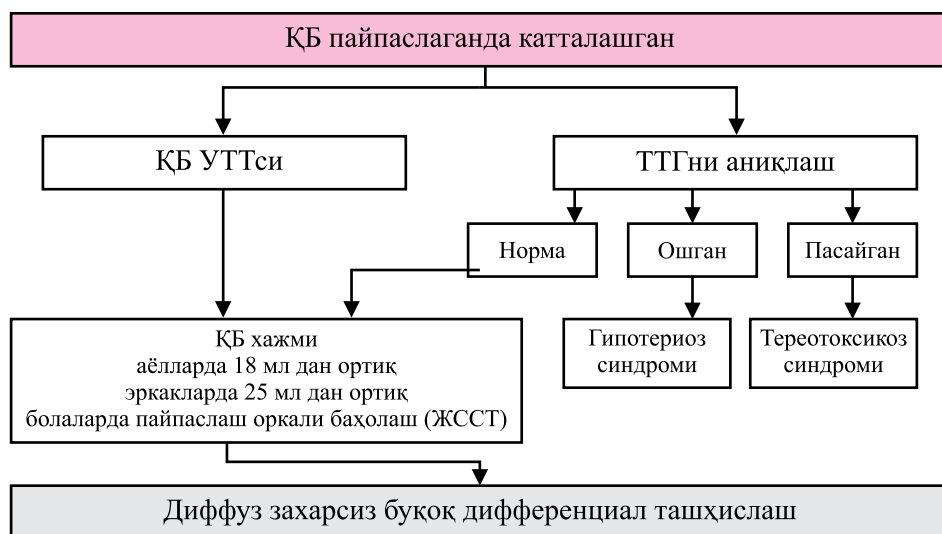 ҚБ пайпаслаганда катталашган
ҚБ УТТси
ТТГни аниқлаш
Норма
Ошган
Пасайган
ҚБ хажми
аёлларда 18 мл дан ортиқ
эркакларда 25 мл дан ортиқ
болаларда пайпаслаш оркали баҳолаш (ЖССТ)
Гипотериоз
синдроми
Тереотоксикоз
синдроми
Диффуз захарсиз буқоқ дифференциал ташҳислаш